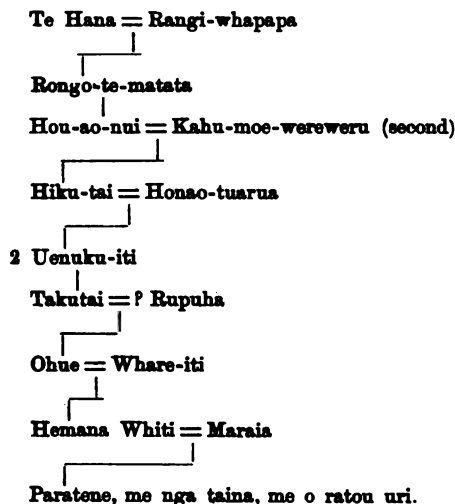 Te Hana = Rangi-whapapa
Rongo-te-matata
Hou-ao-nui = Kahu-moe-wereweru (second)
Hiku-tai = Honao-tuarua
2 Uenuku-iti
Takutai = ? Rupuha
Ohue = Whare-iti
Hemana Whiti = Maraia
Paratene, me nga taina, me o ratou uri.